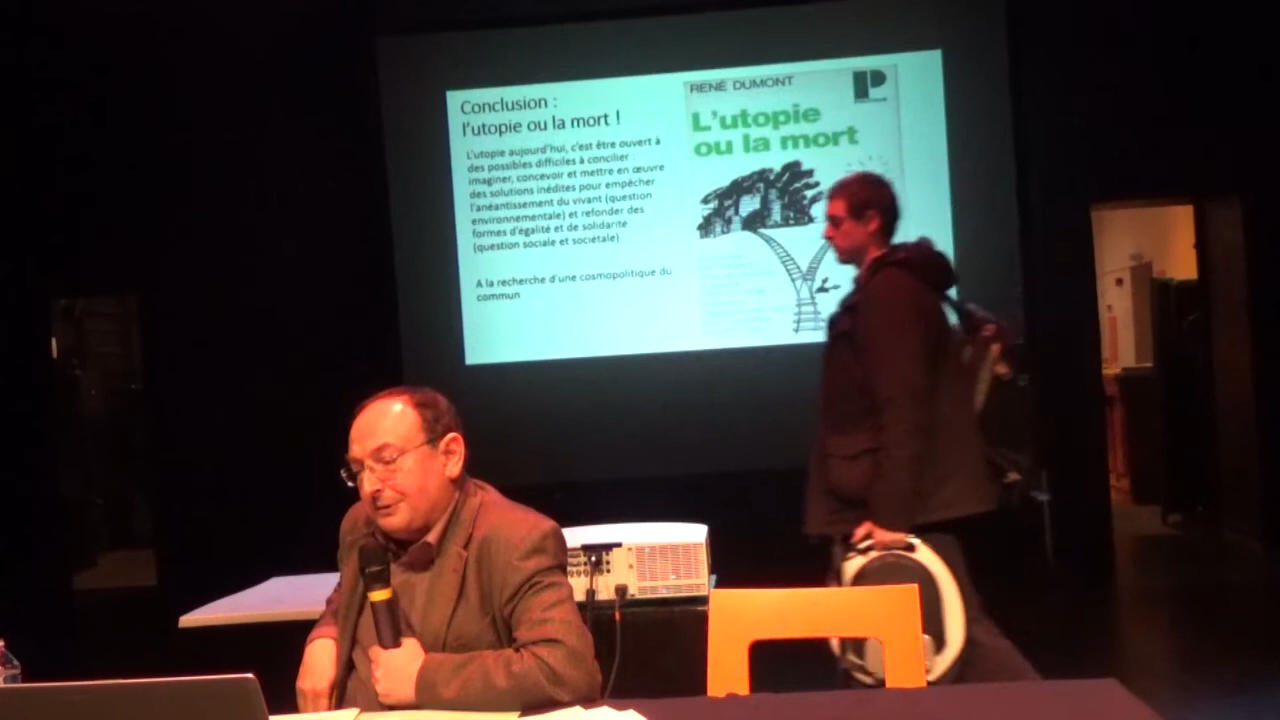 Conclusion :
l'utopie ou la mort !
L'utopie aujourd'hui, c'est être ouvert à
des possibles difficiles à concilier :
imaginer, concevoir et mettre en œuvre
des solutions inédites pour empêcher
l'anéantissement du vivant (question
environnementale) et refonder des
formes d'égalité et de solidarité
(question sociale et sociétale)
A la recherche d'une cosmopolitique du
commun
RENÉ DUMONT
P
L'utopie
ou la mort